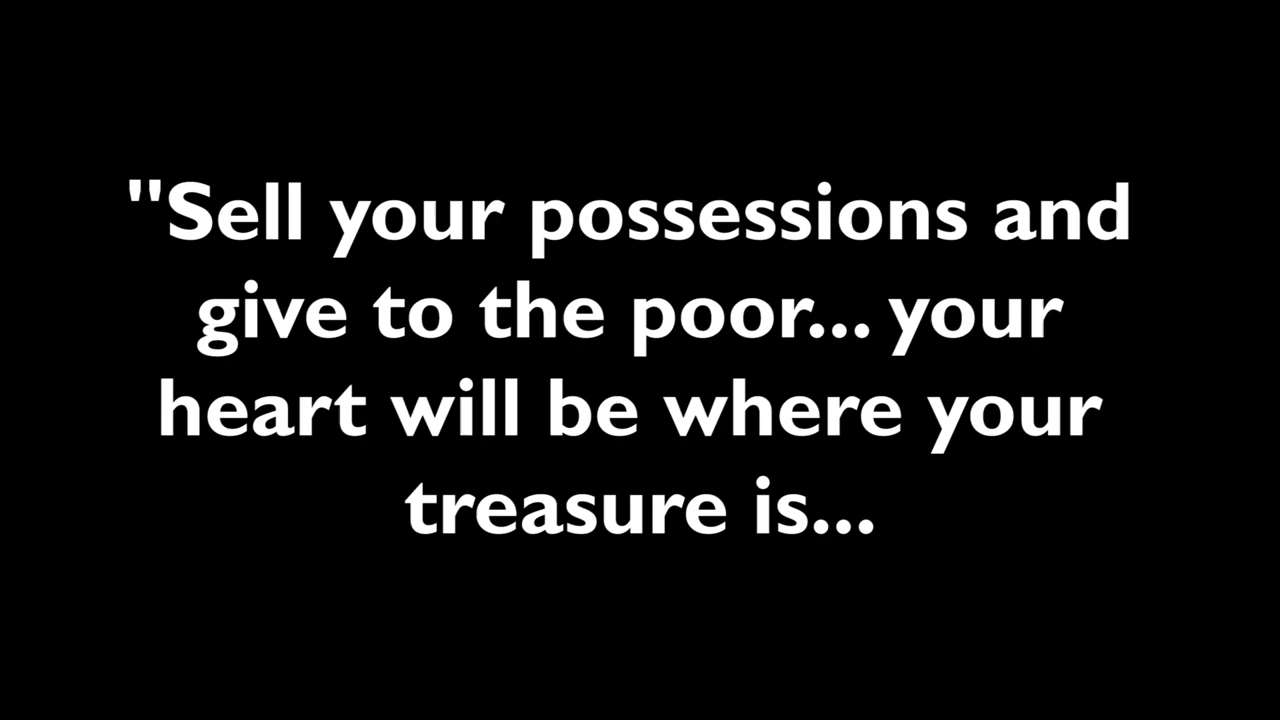 "Sell your possessions and
give to the poor... your
heart will be where your
treasure is...